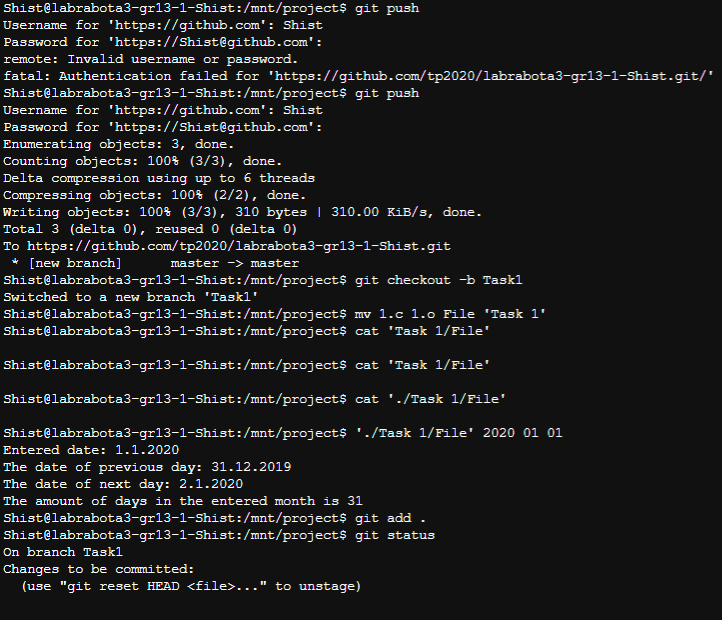 Shist@labrabota3-gr13-1-Shist:/mnt/project$ git push
Username for 'https://github.com': Shist
Password for 'https://Shist@github.com':
remote: Invalid username or password.
fatal: Authentication failed for 'https://github.com/tp2020/labrabota3-gr13-1-Shist.git/'
Shist@labrabota3-gr13-1-Shist:/mnt/project$ git push
Username for 'https://github.com': Shist
Password for 'https://Shist@github.com':
Enumerating objects: 3, done.
Counting objects: 100% (3/3), done.
Delta compression using up to 6 threads
Compressing objects: 100% (2/2), done.
Writing objects: 100% (3/3), 310 bytes | 310.00 KiB/s, done.
Total 3 (delta 0), reused 0 (delta 0)
To https://github.com/tp2020/labrabota3-gr13-1-Shist.git
 * [new branch]      master -> master
Shist@labrabota3-gr13-1-Shist:/mnt/project$ git checkout -b Task1
Switched to a new branch 'Task1'
Shist@labrabota3-gr13-1-Shist:/mnt/project$ mv 1.c 1.o File 'Task 1'
Shist@labrabota3-gr13-1-Shist:/mnt/project$ cat 'Task 1/File'
Shist@labrabota3-gr13-1-Shist:/mnt/project$ cat 'Task 1/File'
Shist@labrabota3-gr13-1-Shist:/mnt/project$ cat './Task 1/File'
Shist@labrabota3-gr13-1-Shist:/mnt/project$ './Task 1/File' 2020 01 01
Entered date: 1.1.2020
The date of previous day: 31.12.2019
The date of next day: 2.1.2020
The amount of days in the entered month is 31
Shist@labrabota3-gr13-1-Shist:/mnt/project$ git add .
Shist@labrabota3-gr13-1-Shist:/mnt/project$ git status
On branch Task1
Changes to be committed:
  (use "git reset HEAD <file>..." to unstage)